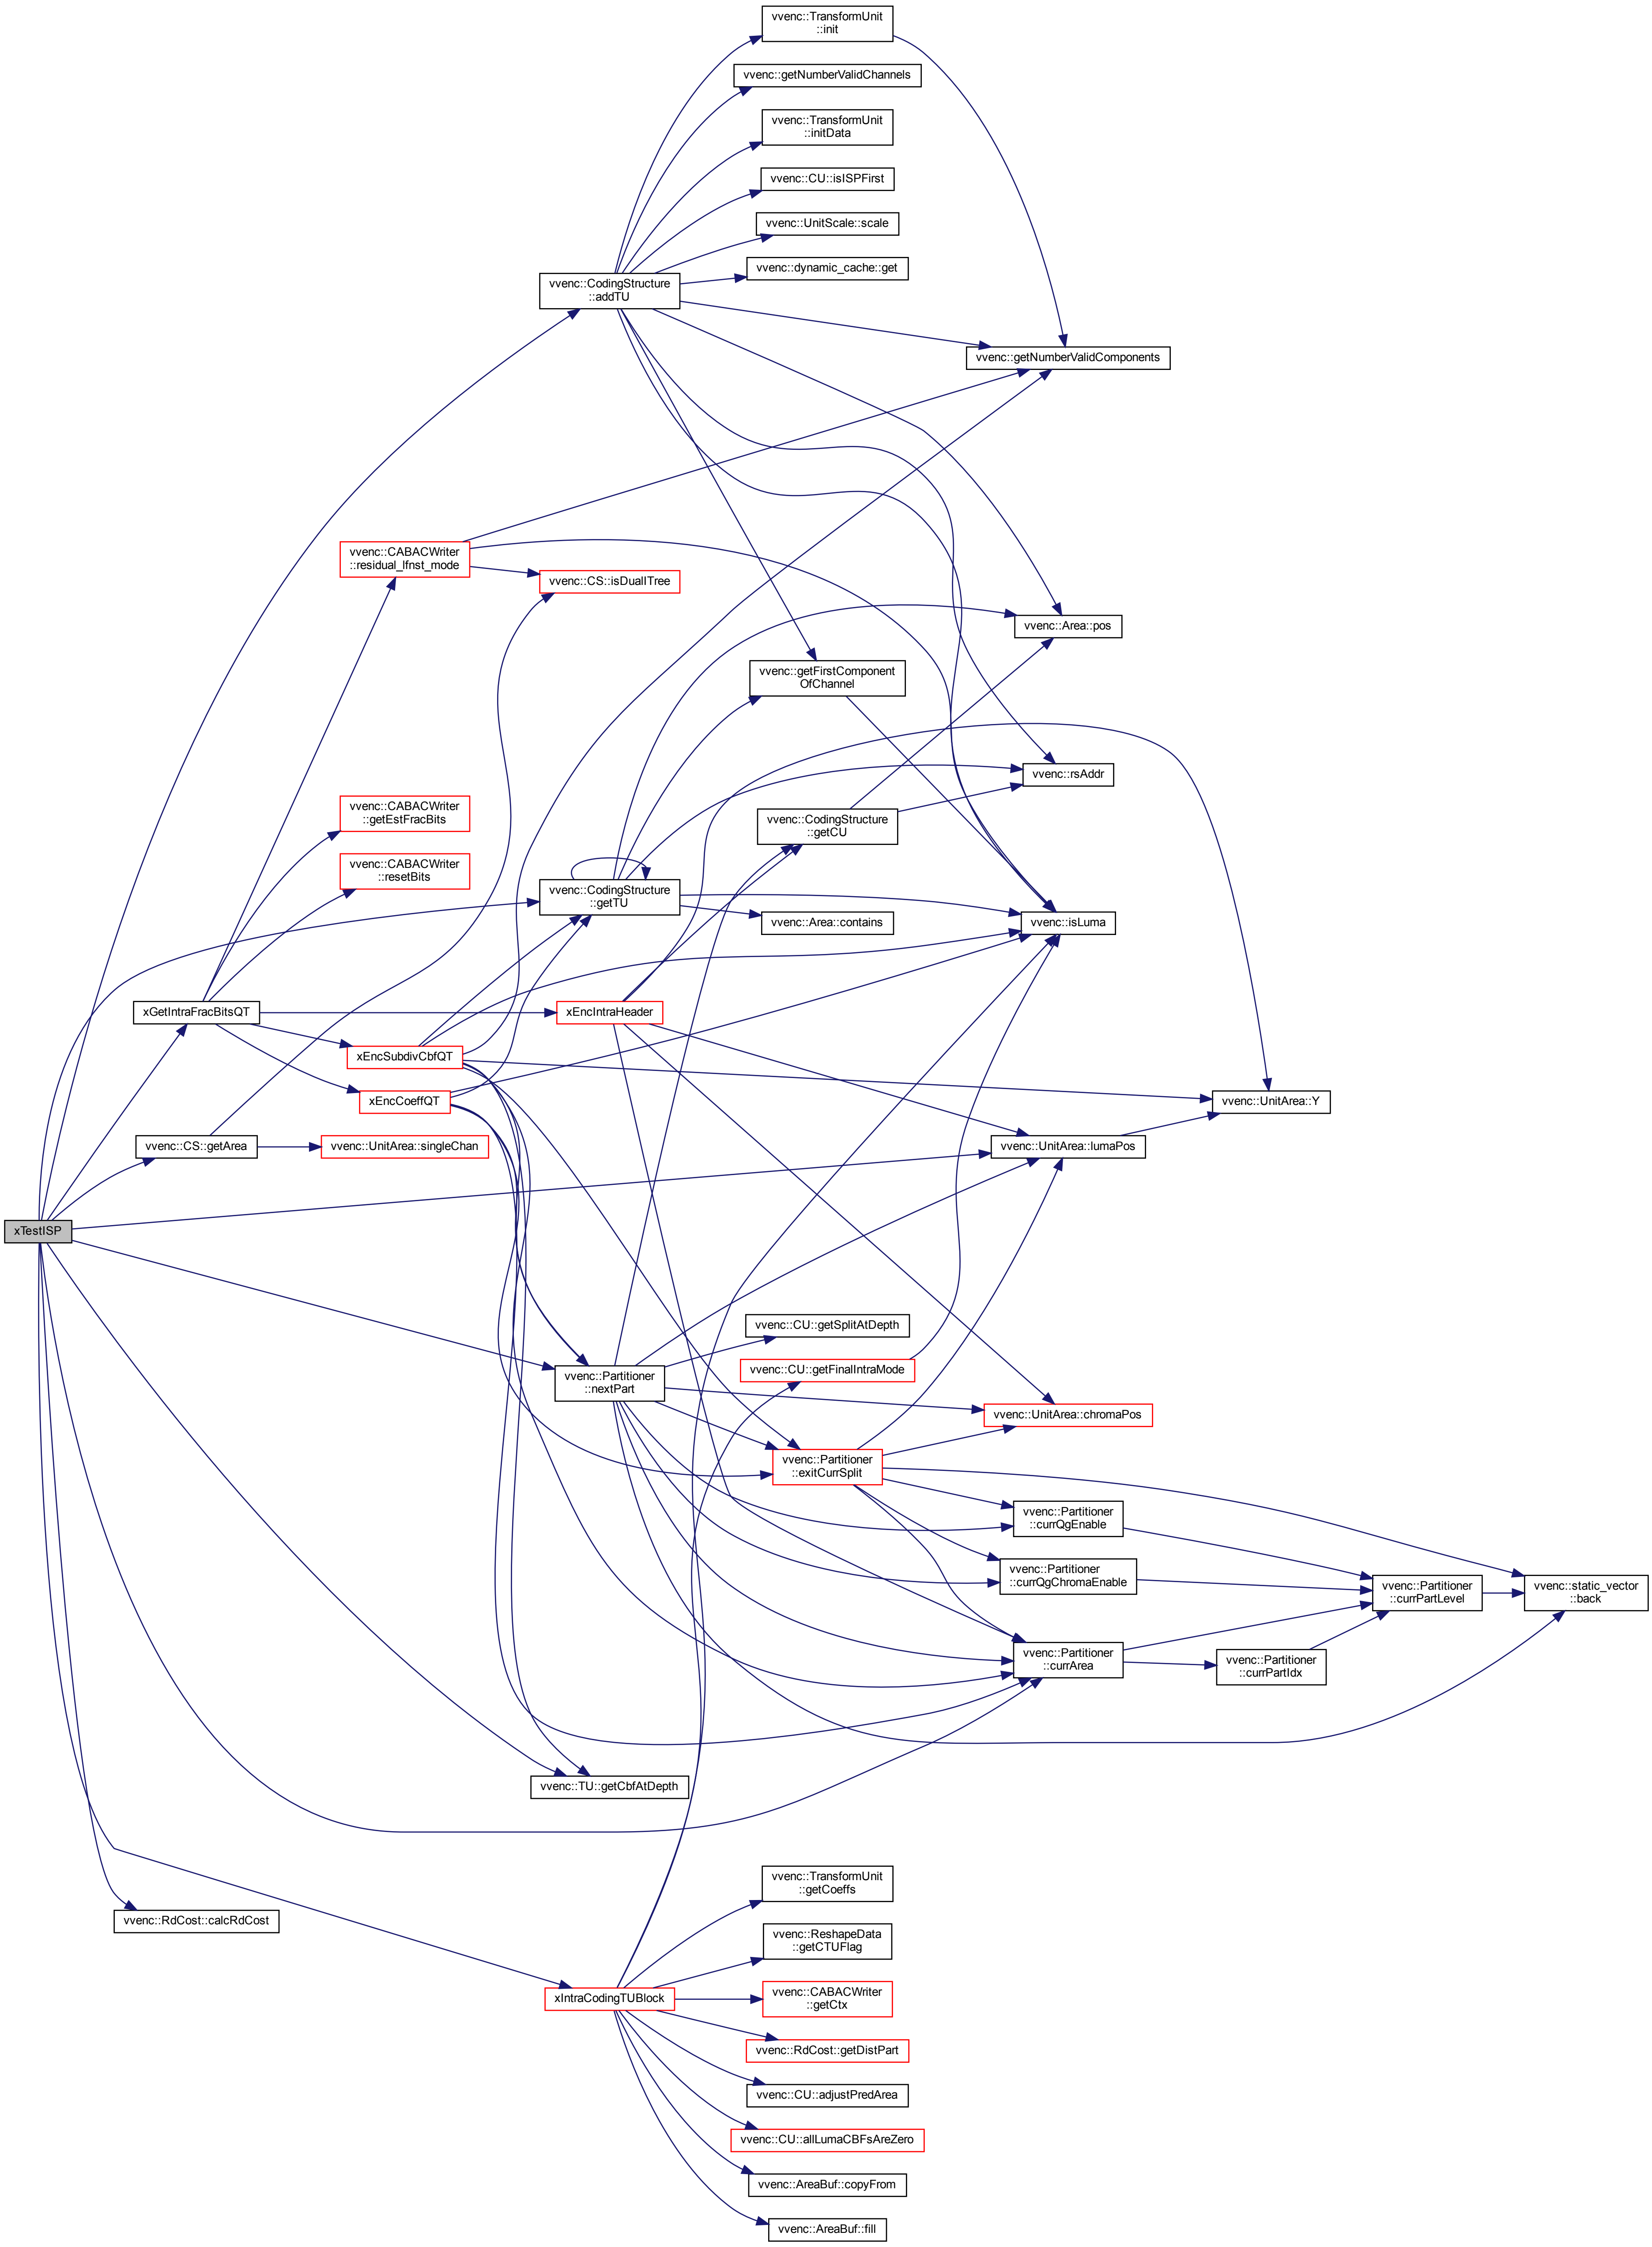 vvenc::TransformUnit
::init
vvenc::getNumberValidChannels
vvenc::TransformUnit
::initData
vvenc::CU::isISPFirst
vvenc::UnitScale::scale
vvenc::dynamic_cache::get
vvenc::CodingStructure
::addTU
vvenc::getNumberValidComponents
vvenc::CABACWriter
::residual_lfnst_mode
vvenc::CS::isDualITree
vvenc::Area::pos
vvenc::getFirstComponent
OfChannel
vvenc::rsAddr
vvenc::CABACWriter
::getEstFracBits
vvenc::CodingStructure
::getCU
vvenc::CABACWriter
::resetBits
vvenc::CodingStructure
::getTU
vvenc::Area::contains
vvenc::isLuma
xGetIntraFracBitsQT
xEncIntraHeader
xEncSubdivCbfQT
xEncCoeffQT
vvenc::UnitArea::Y
vvenc::CS::getArea
vvenc::UnitArea::singleChan
vvenc::UnitArea::lumaPos
xTestISP
vvenc::CU::getSplitAtDepth
vvenc::Partitioner
::nextPart
vvenc::CU::getFinalIntraMode
vvenc::UnitArea::chromaPos
vvenc::Partitioner
::exitCurrSplit
vvenc::Partitioner
::currQgEnable
vvenc::Partitioner
::currQgChromaEnable
vvenc::Partitioner
::currPartLevel
vvenc::static_vector
::back
vvenc::Partitioner
::currArea
vvenc::Partitioner
::currPartIdx
vvenc::TU::getCbfAtDepth
vvenc::TransformUnit
::getCoeffs
vvenc::RdCost::calcRdCost
vvenc::ReshapeData
::getCTUFlag
xIntraCodingTUBlock
vvenc::CABACWriter
::getCtx
vvenc::RdCost::getDistPart
vvenc::CU::adjustPredArea
vvenc::CU::allLumaCBFsAreZero
vvenc::AreaBuf::copyFrom
vvenc::AreaBuf::fill